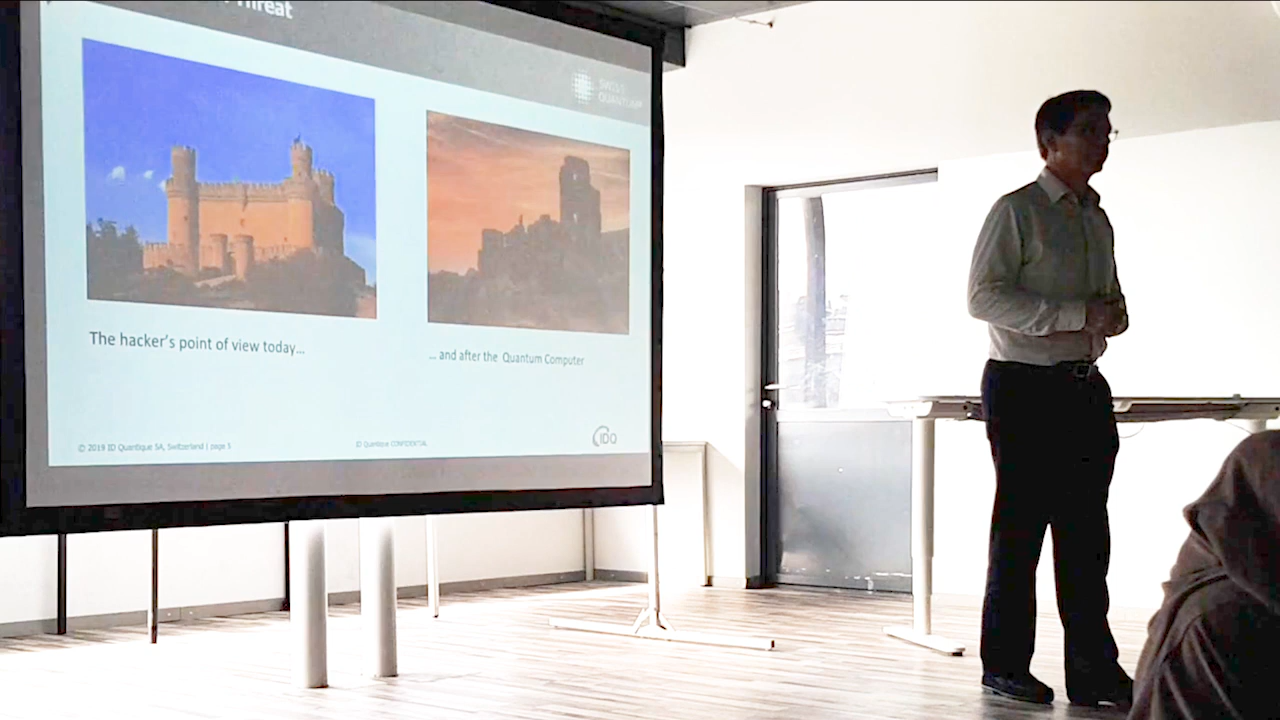 Threat
SWISS
QUANTUM
The hacker's point of view today...
... and after the Quantum Computer
© 2019 ID Quantique SA, Switzerland | page 5
ID Quantique CONFIDENTIAL
IDQ